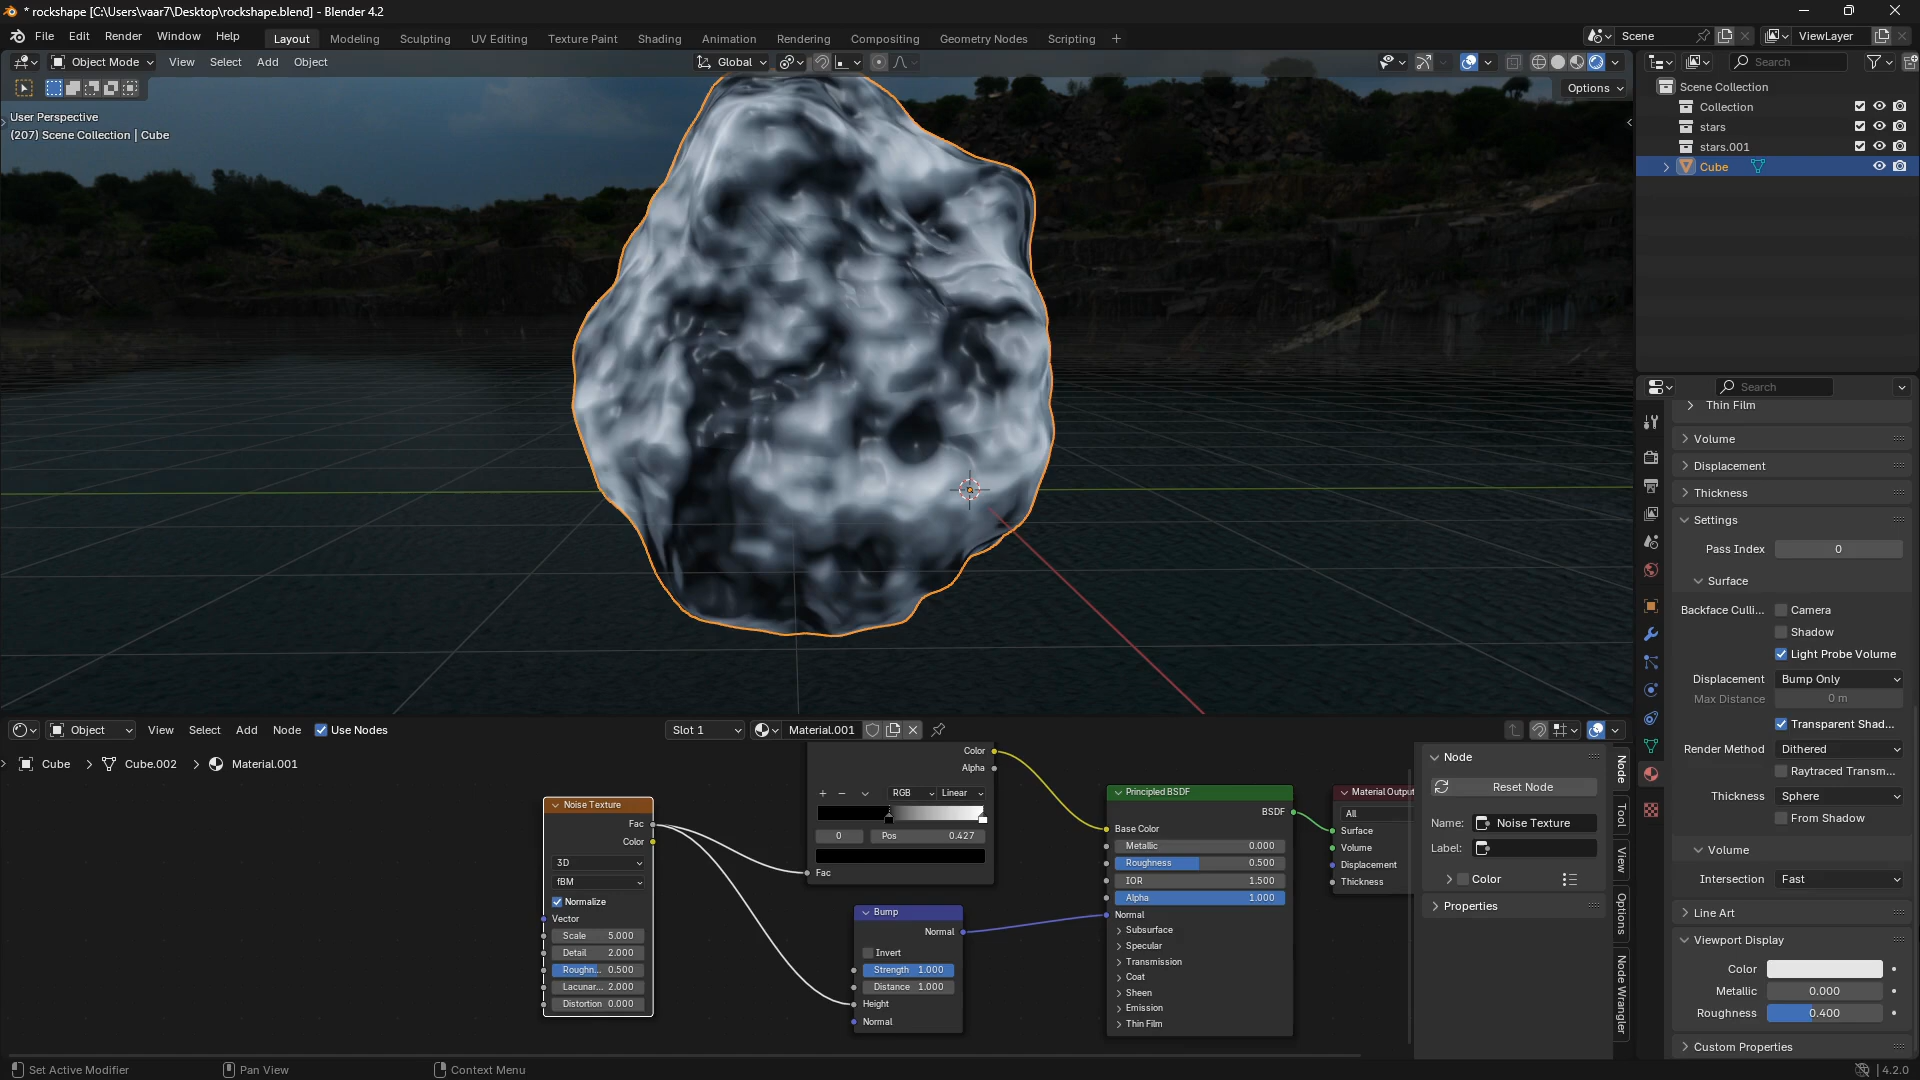 * rockshape [C:\Users\vaar7\Desktop\rockshape.blend] - Blender 4.2
File Edit Render Window Help Layout Modeling Sculpting UV Editing Texture Paint Shading Animation Rendering Compositing Geometry Nodes Scripting + Scene ViewLayer
Object Mode View Select Add Object Global Search
Options
User Perspective
(207) Scene Collection | Cube
Scene Collection
Collection
stars
stars.001
Cube
Search
Thin Film
Volume
Displacement
Thickness
Settings
Pass Index 0
Surface
Backface Culli... Camera
Shadow
Light Probe Volume
Displacement Bump Only
Max Distance 0 m
Transparent Shad...
Render Method Dithered
Raytraced Transm...
Thickness Sphere
From Shadow
Volume
Intersection Fast
Line Art
Viewport Display
Color
Metallic 0.000
Roughness 0.400
Custom Properties
Object View Select Add Node Use Nodes Slot 1 Material.001
Cube > Cube.002 > Material.001
Noise Texture
Fac
Color
3D
fBM
Normalize
Vector
Scale 5.000
Detail 2.000
Roughn... 0.500
Lacunar... 2.000
Distortion 0.000
Color
Alpha
+ − RGB Linear
0 Pos 0.427
Fac
Bump
Normal
Invert
Strength 1.000
Distance 1.000
Height
Normal
Principled BSDF
BSDF
Base Color
Metallic 0.000
Roughness 0.500
IOR 1.500
Alpha 1.000
Normal
Subsurface
Specular
Transmission
Coat
Sheen
Emission
Thin Film
Material Output
All
Surface
Volume
Displacement
Thickness
Node
Reset Node
Name: Noise Texture
Label:
Color
Properties
Node
Tool
View
Options
Node Wrangler
Set Active Modifier Pan View Context Menu 4.2.0